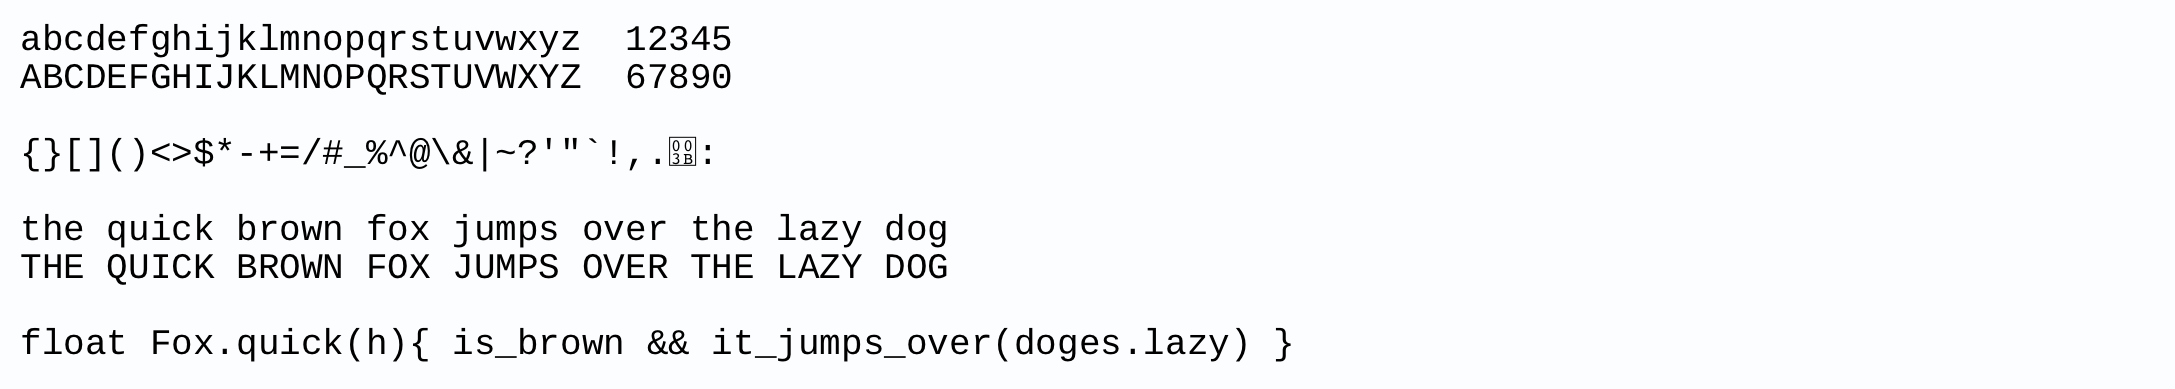 abcdefghijklmnopqrstuvwxyz  12345
ABCDEFGHIJKLMNOPQRSTUVWXYZ  67890
{}[]()<>$*-+=/#_%^@\&|~?'"`!,.:
the quick brown fox jumps over the lazy dog
THE QUICK BROWN FOX JUMPS OVER THE LAZY DOG
float Fox.quick(h){ is_brown && it_jumps_over(doges.lazy) }